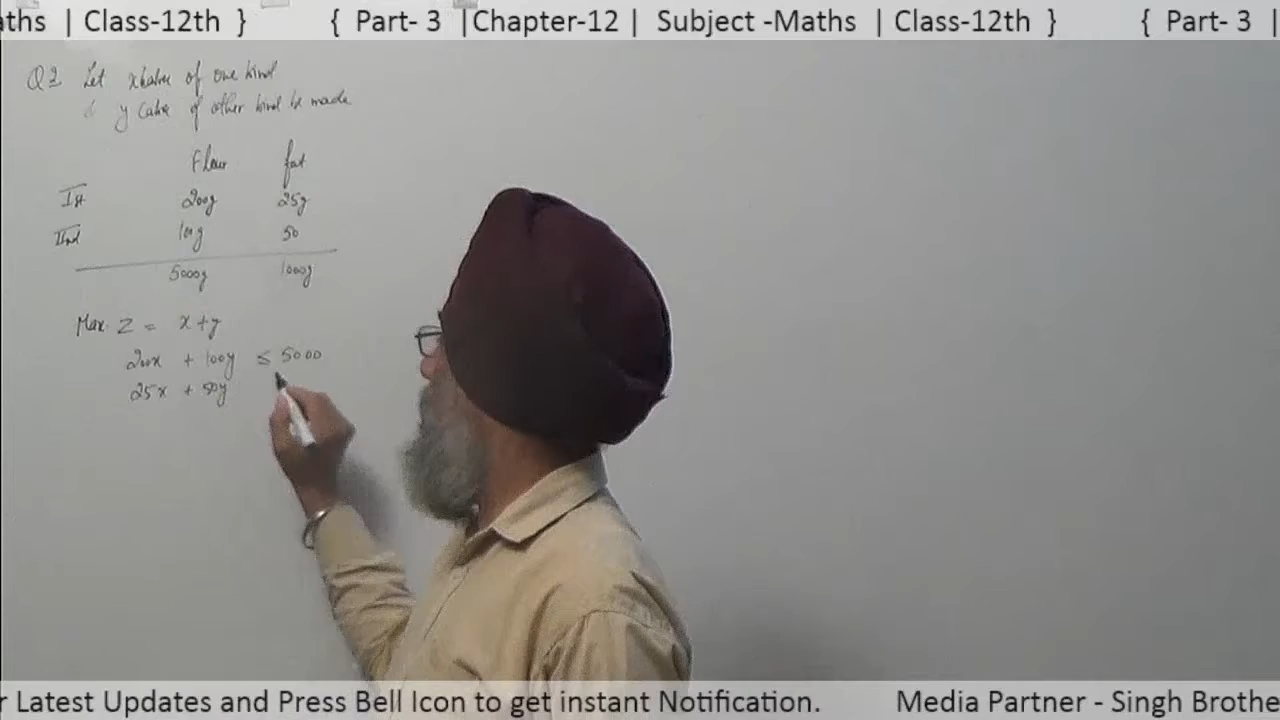 ths | Class-12th } { Part- 3 |Chapter-12 | Subject -Maths | Class-12th } { Part- 3 |
Q2 Let x cake of one kind
& y cake of other kind be made
Flour fat
Ist 200g 25g
IInd 100g 50
5000g 1000g
Max Z = x+y
200x + 100y ≤ 5000
25x + 50y
r Latest Updates and Press Bell Icon to get instant Notification. Media Partner - Singh Brothe